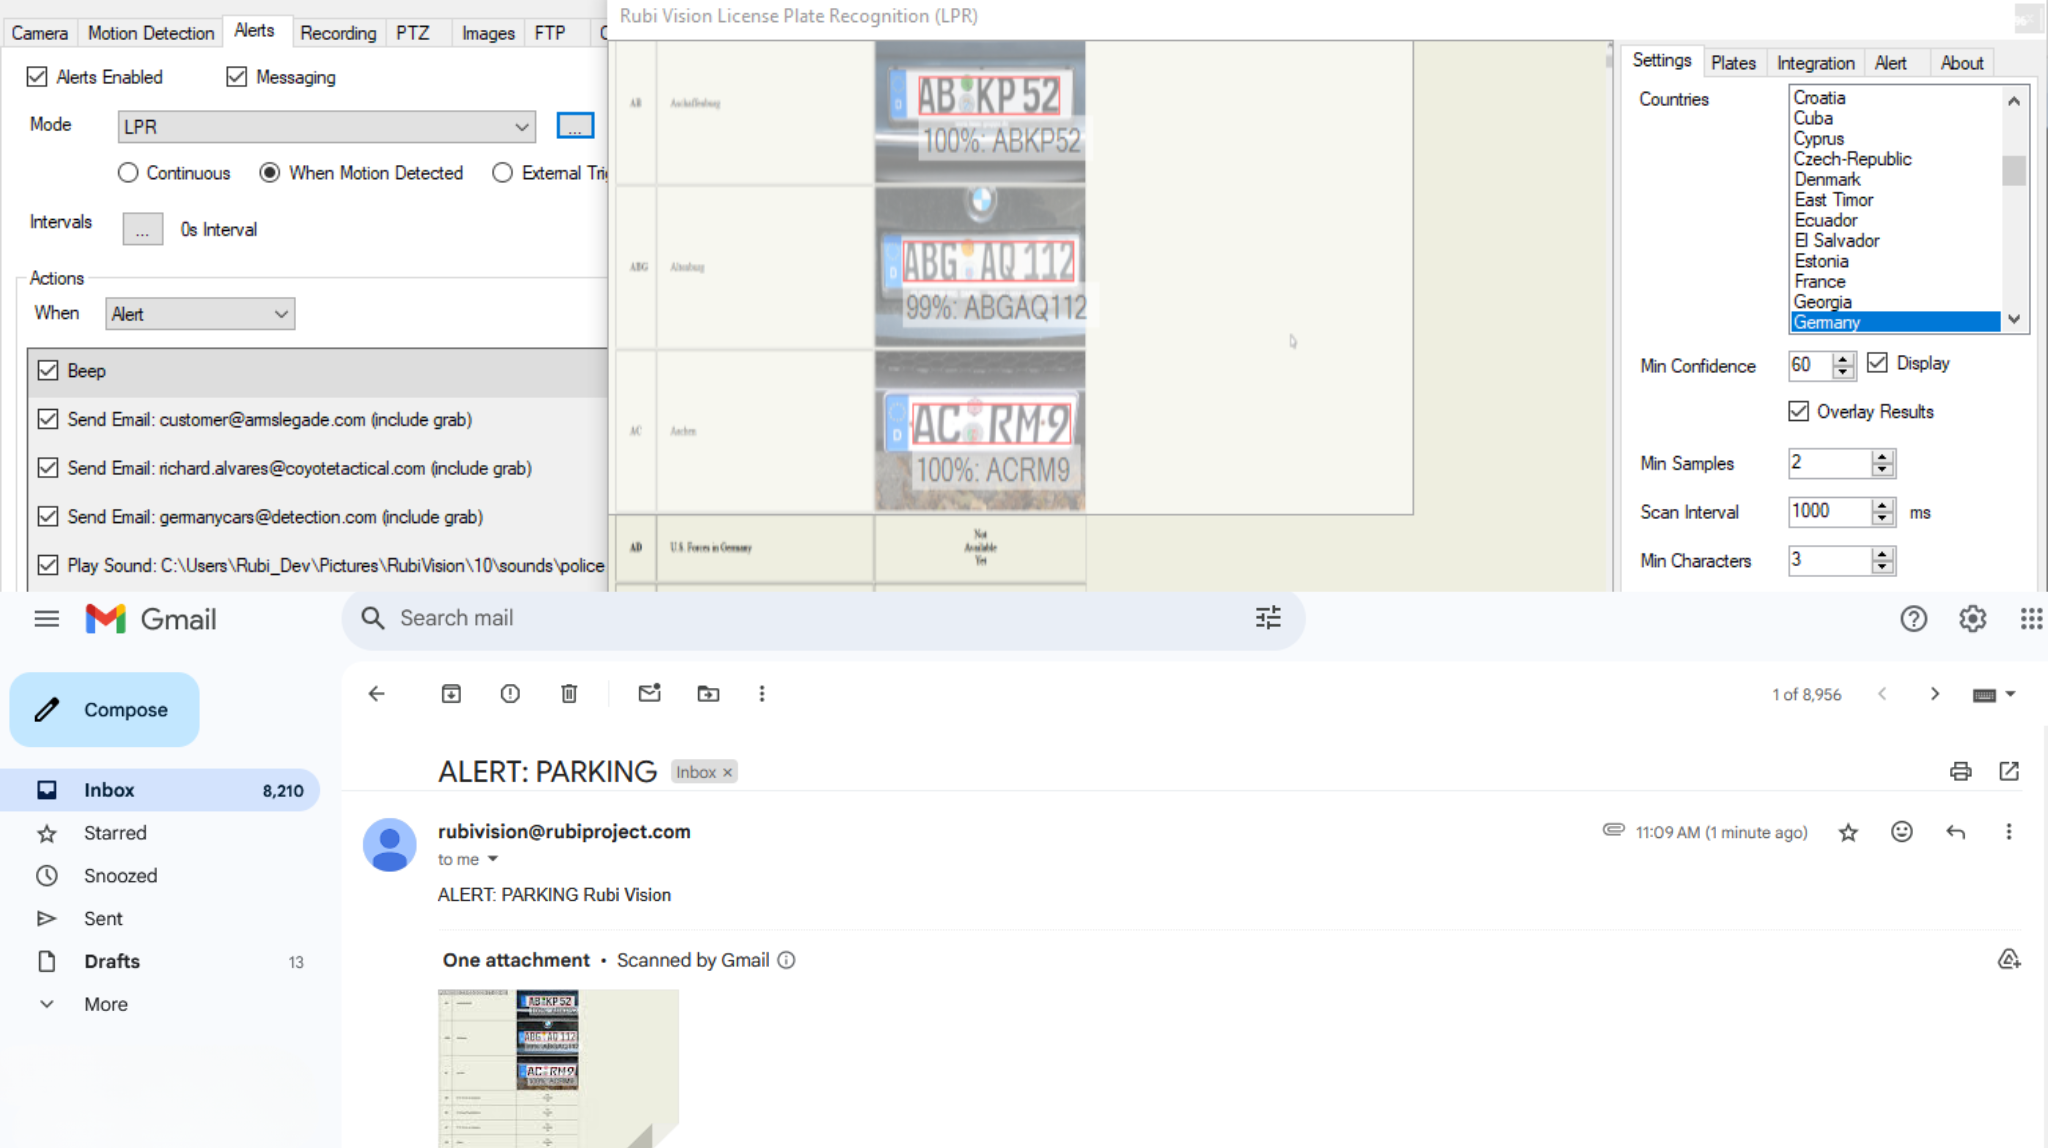 Camera Motion Detection Alerts Recording PTZ Images FTP
Alerts Enabled Messaging
Mode LPR ...
Continuous When Motion Detected External Tri
Intervals ... 0s Interval
Actions
When Alert
Beep
Send Email: customer@armslegade.com (include grab)
Send Email: richard.alvares@coyotetactical.com (include grab)
Send Email: germanycars@detection.com (include grab)
Play Sound: C:\Users\Rubi_Dev\Pictures\RubiVision\10\sounds\police
Rubi Vision License Plate Recognition (LPR)
AB Aschaffenburg
D AB KP 52
100%: ABKP52
ABG Altenburg
D ABG AQ 112
99%: ABGAQ112
AC Aachen
D AC RM 9
100%: ACRM9
AD U.S. Forces in Germany Not
Available
Yet
Settings Plates Integration Alert About
Countries
Croatia
Cuba
Cyprus
Czech-Republic
Denmark
East Timor
Ecuador
El Salvador
Estonia
France
Georgia
Germany
Min Confidence 60 Display
Overlay Results
Min Samples 2
Scan Interval 1000 ms
Min Characters 3
Gmail
Search mail
Compose
Inbox 8,210
Starred
Snoozed
Sent
Drafts 13
More
1 of 8,956
ALERT: PARKING Inbox ×
rubivision@rubiproject.com
11:09 AM (1 minute ago)
to me
ALERT: PARKING Rubi Vision
One attachment • Scanned by Gmail
AB KP 52
ABG AQ 112
AC RM 9